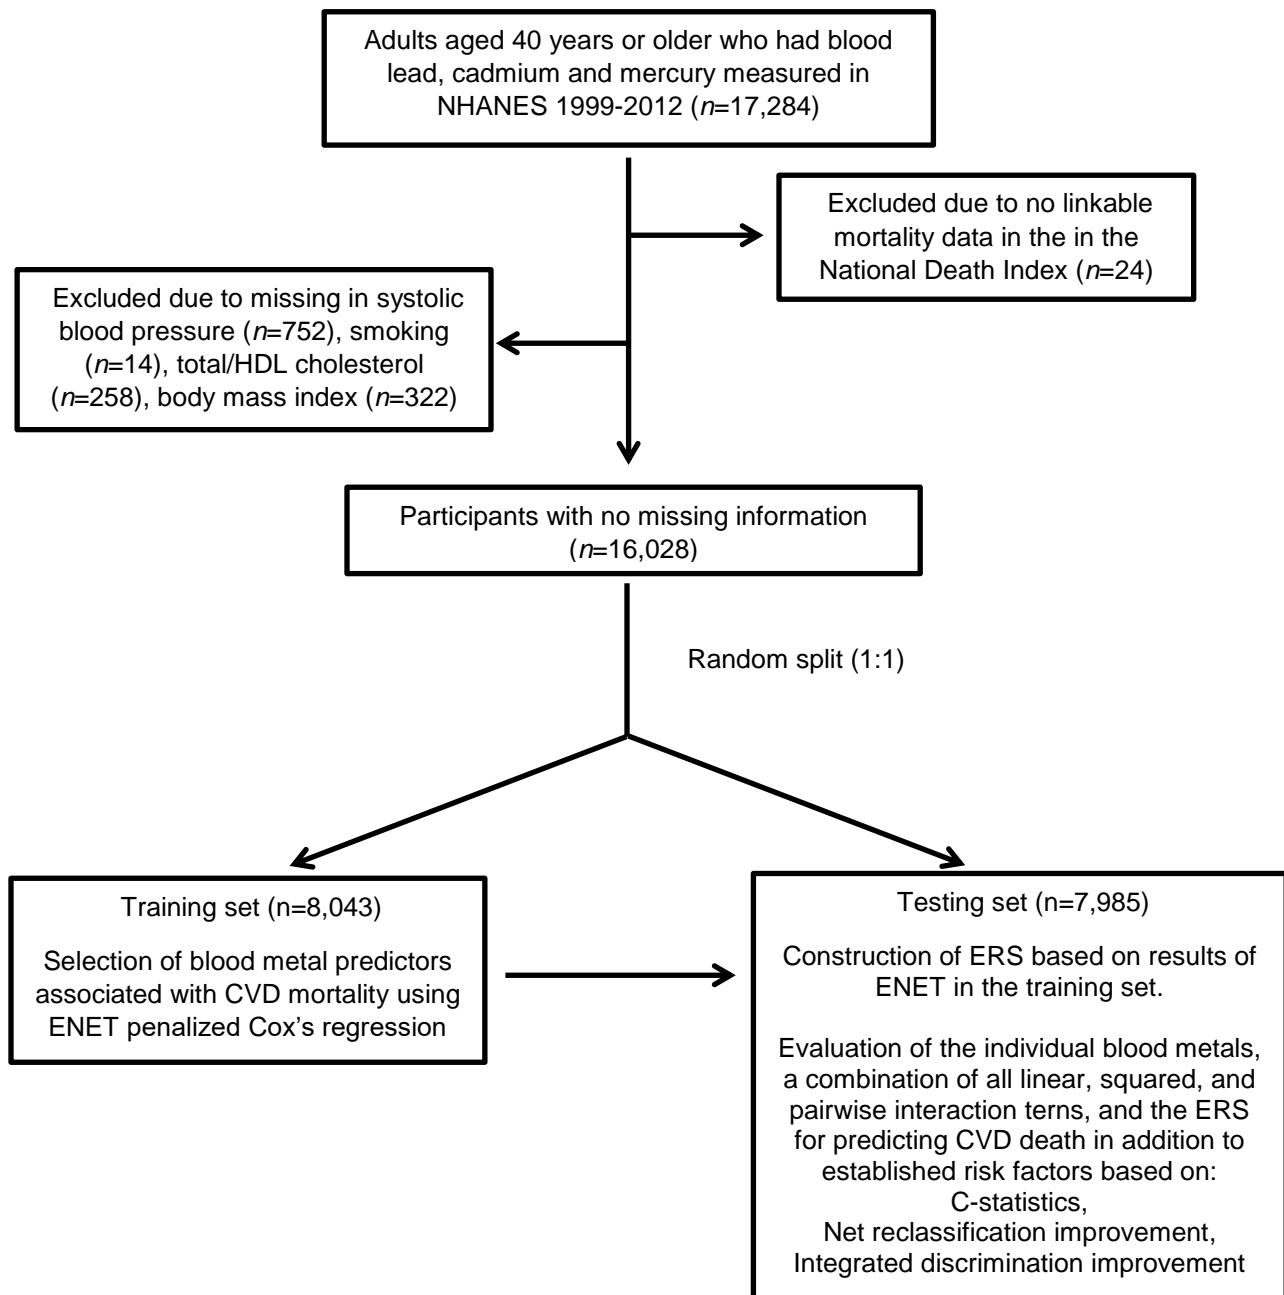 Adults aged 40 years or older who had blood
lead, cadmium and mercury measured in
NHANES 1999-2012 (n=17,284)
Excluded due to no linkable
mortality data in the in the
National Death Index (n=24)
Excluded due to missing in systolic
blood pressure (n=752), smoking
(n=14), total/HDL cholesterol
(n=258), body mass index (n=322)
Participants with no missing information
(n=16,028)
Random split (1:1)
Training set (n=8,043)
Selection of blood metal predictors
associated with CVD mortality using
ENET penalized Cox's regression
Testing set (n=7,985)
Construction of ERS based on results of
ENET in the training set.
Evaluation of the individual blood metals,
a combination of all linear, squared, and
pairwise interaction terns, and the ERS
for predicting CVD death in addition to
established risk factors based on:
C-statistics,
Net reclassification improvement,
Integrated discrimination improvement